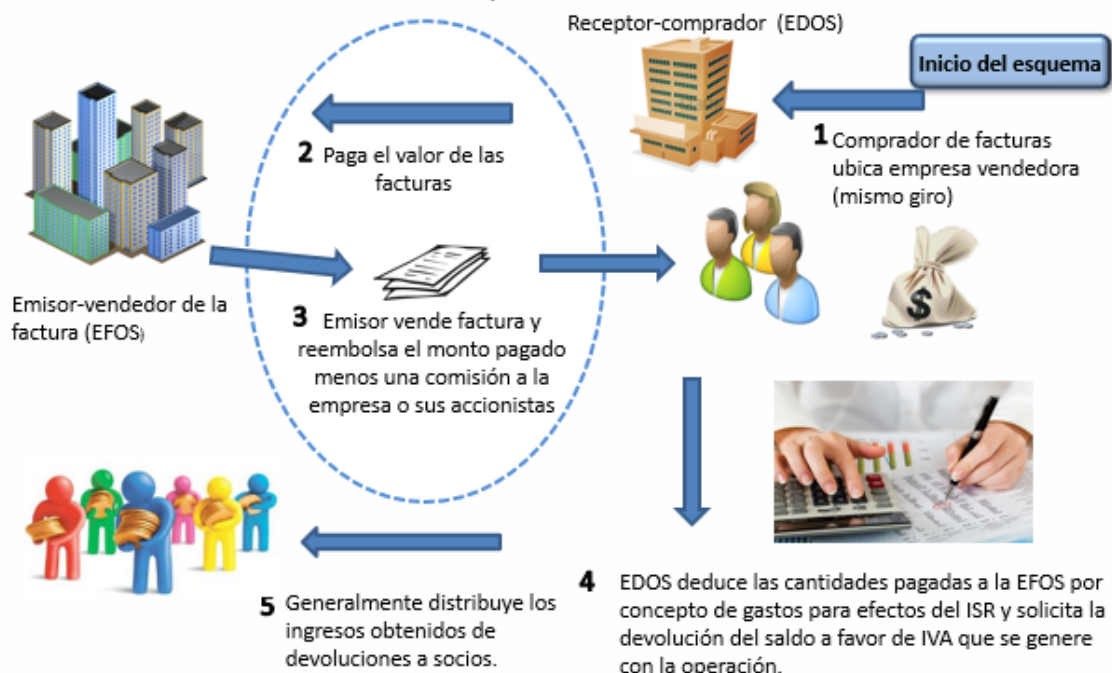 Receptor-comprador (EDOS)
Inicio del esquema
1 Comprador de facturas
ubica empresa vendedora
(mismo giro)
2 Paga el valor de las
facturas
Emisor-vendedor de la
factura (EFOS)
3 Emisor vende factura y
reembolsa el monto pagado
menos una comisión a la
empresa o sus accionistas
$
4 EDOS deduce las cantidades pagadas a la EFOS por
concepto de gastos para efectos del ISR y solicita la
devolución del saldo a favor de IVA que se genere
con la operación.
5 Generalmente distribuye los
ingresos obtenidos de
devoluciones a socios.